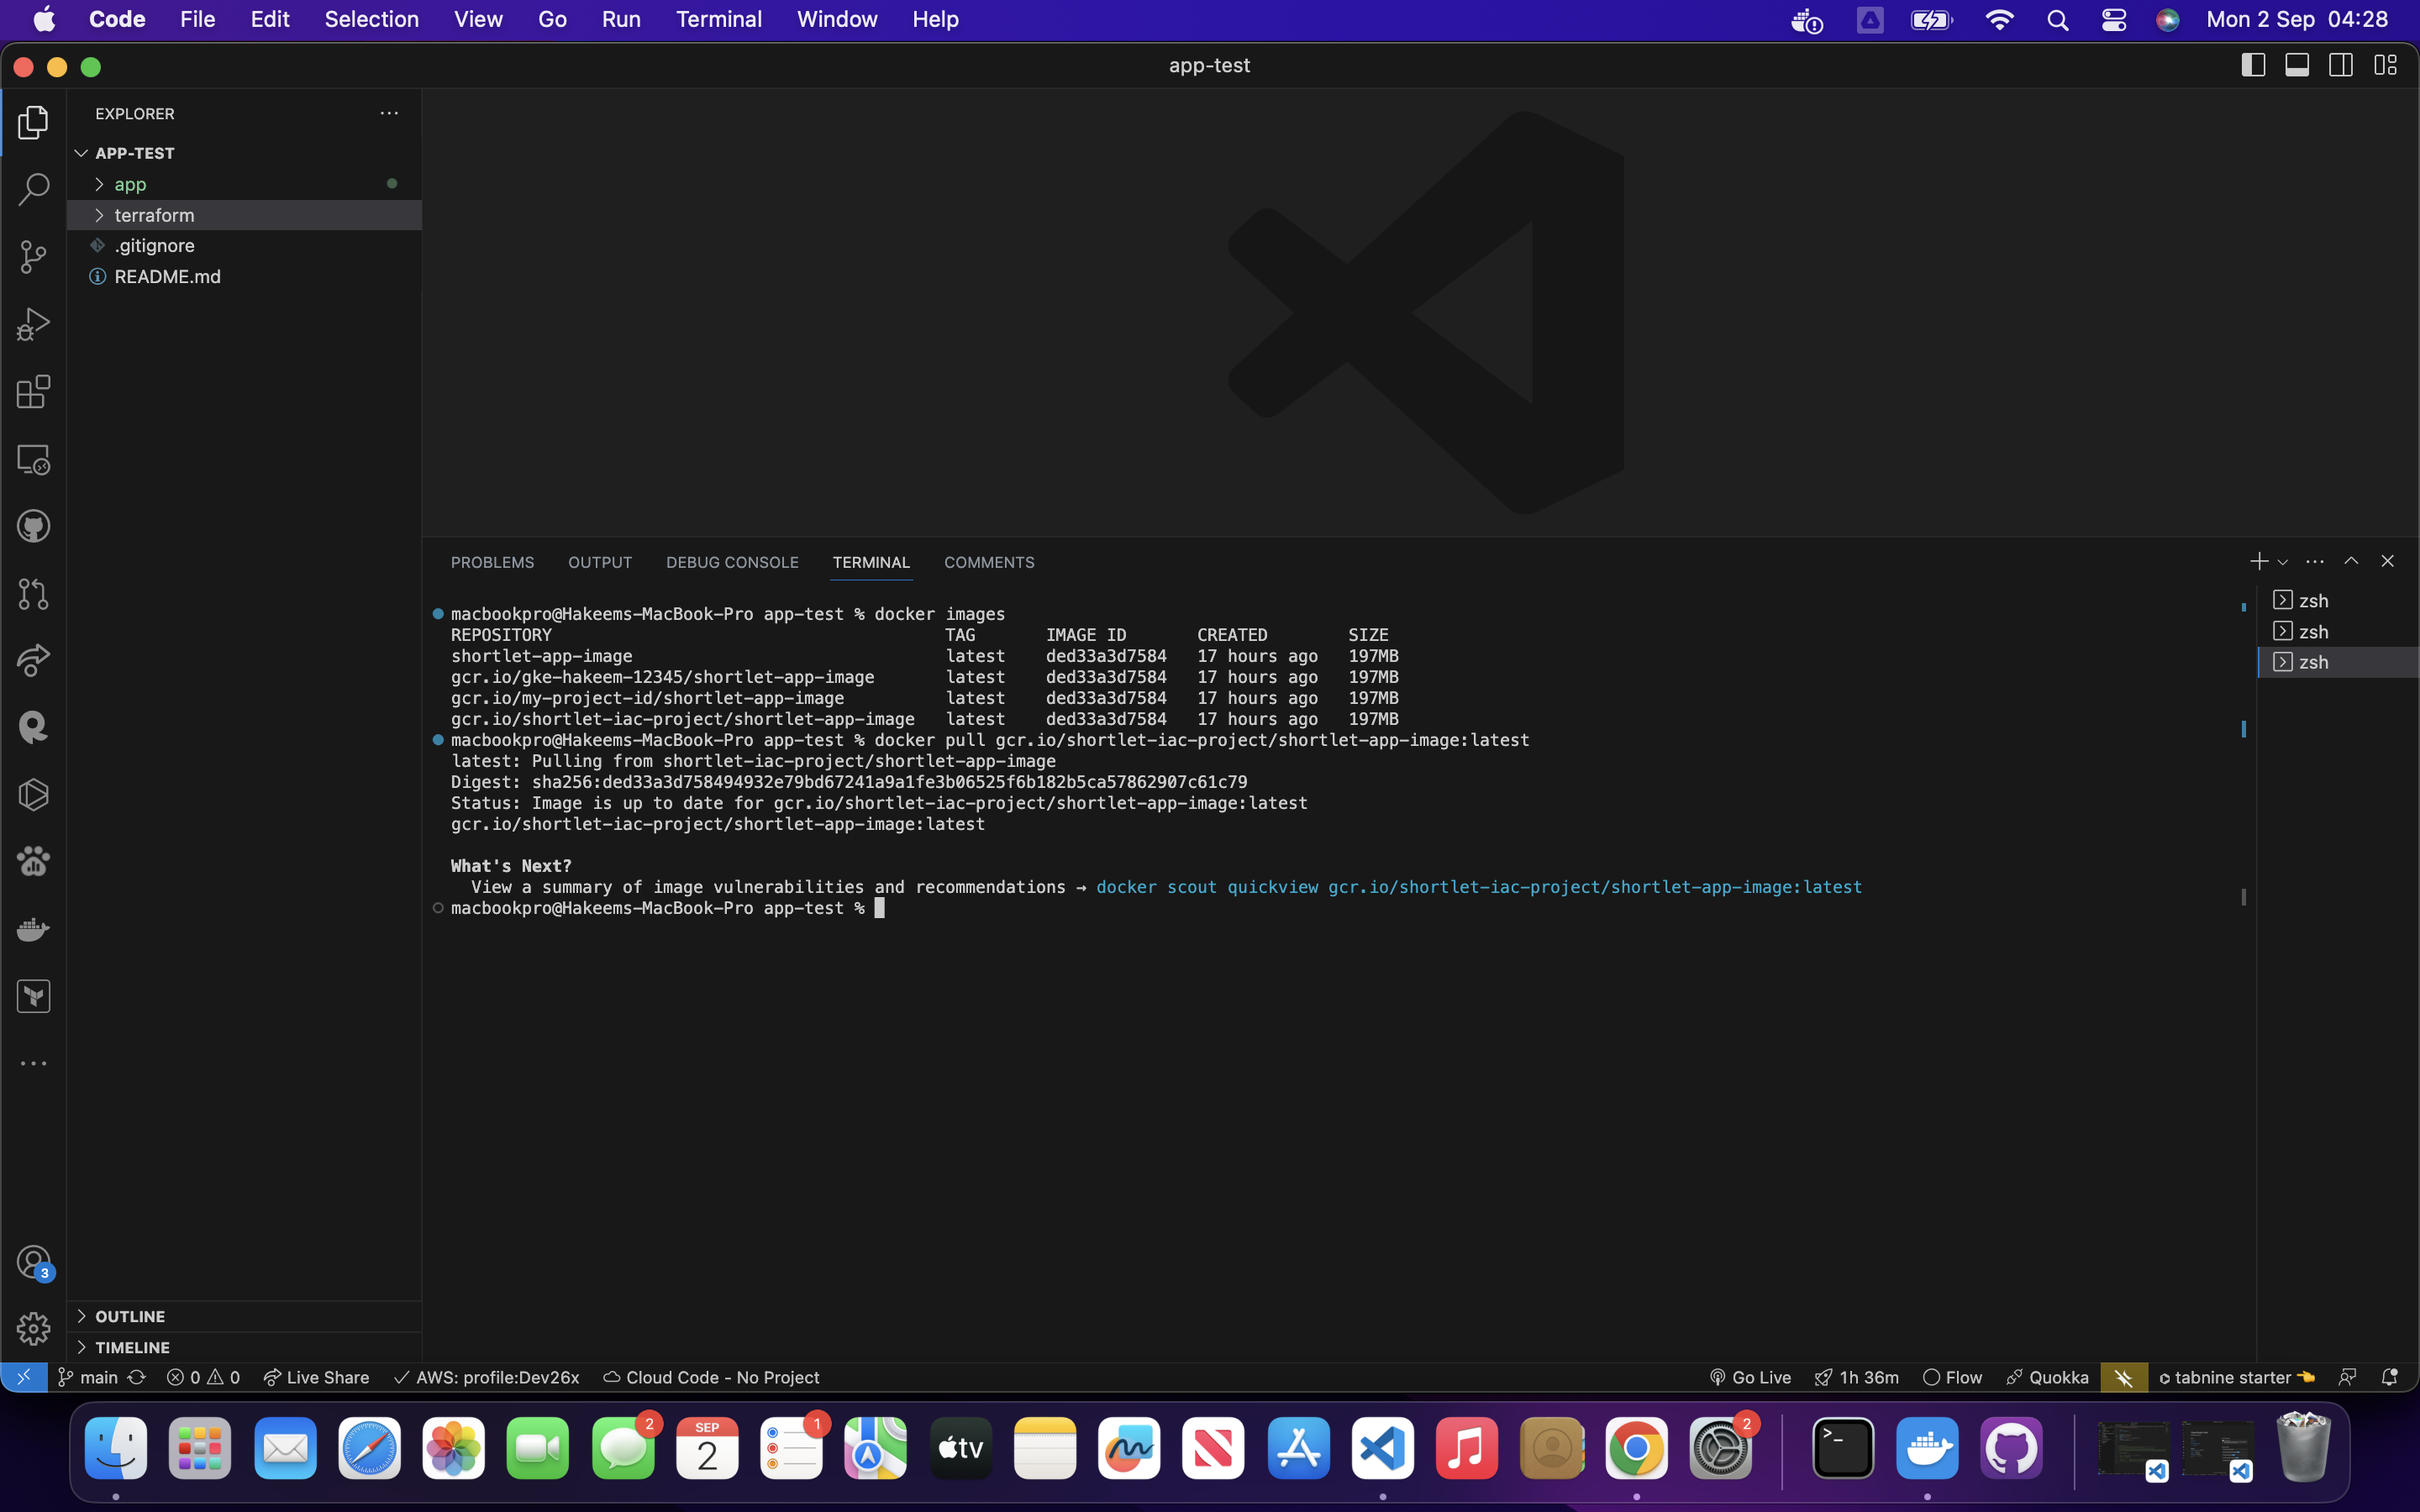 Code File Edit Selection View Go Run Terminal Window Help Mon 2 Sep 04:28
app-test
EXPLORER
APP-TEST
app
terraform
.gitignore
README.md
PROBLEMS OUTPUT DEBUG CONSOLE TERMINAL COMMENTS
macbookpro@Hakeems-MacBook-Pro app-test % docker images
REPOSITORY TAG IMAGE ID CREATED SIZE
shortlet-app-image latest ded33a3d7584 17 hours ago 197MB
gcr.io/gke-hakeem-12345/shortlet-app-image latest ded33a3d7584 17 hours ago 197MB
gcr.io/my-project-id/shortlet-app-image latest ded33a3d7584 17 hours ago 197MB
gcr.io/shortlet-iac-project/shortlet-app-image latest ded33a3d7584 17 hours ago 197MB
macbookpro@Hakeems-MacBook-Pro app-test % docker pull gcr.io/shortlet-iac-project/shortlet-app-image:latest
latest: Pulling from shortlet-iac-project/shortlet-app-image
Digest: sha256:ded33a3d758494932e79bd67241a9a1fe3b06525f6b182b5ca57862907c61c79
Status: Image is up to date for gcr.io/shortlet-iac-project/shortlet-app-image:latest
gcr.io/shortlet-iac-project/shortlet-app-image:latest
What's Next?
View a summary of image vulnerabilities and recommendations → docker scout quickview gcr.io/shortlet-iac-project/shortlet-app-image:latest
macbookpro@Hakeems-MacBook-Pro app-test %
zsh
zsh
zsh
3
OUTLINE
TIMELINE
main 0 0 Live Share AWS: profile:Dev26x Cloud Code - No Project Go Live 1h 36m Flow Quokka tabnine starter
2 SEP 2 1 tv 2